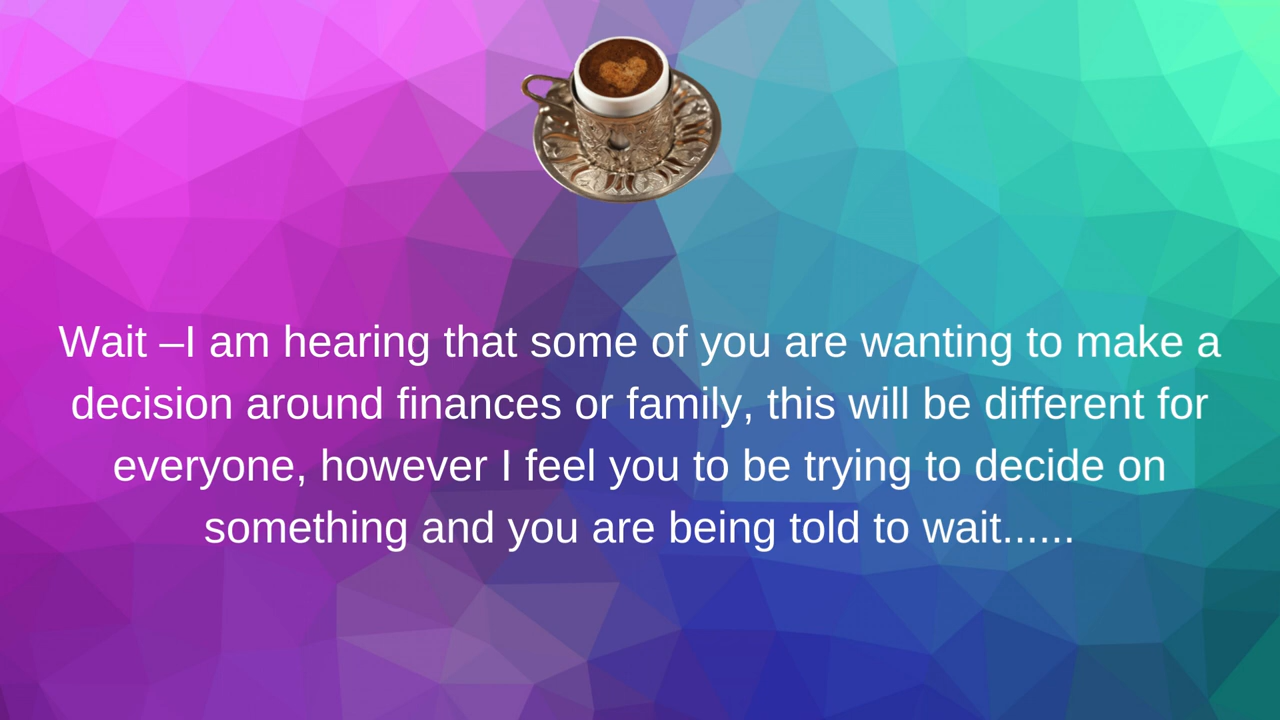 Wait –I am hearing that some of you are wanting to make a
decision around finances or family, this will be different for
everyone, however I feel you to be trying to decide on
something and you are being told to wait......